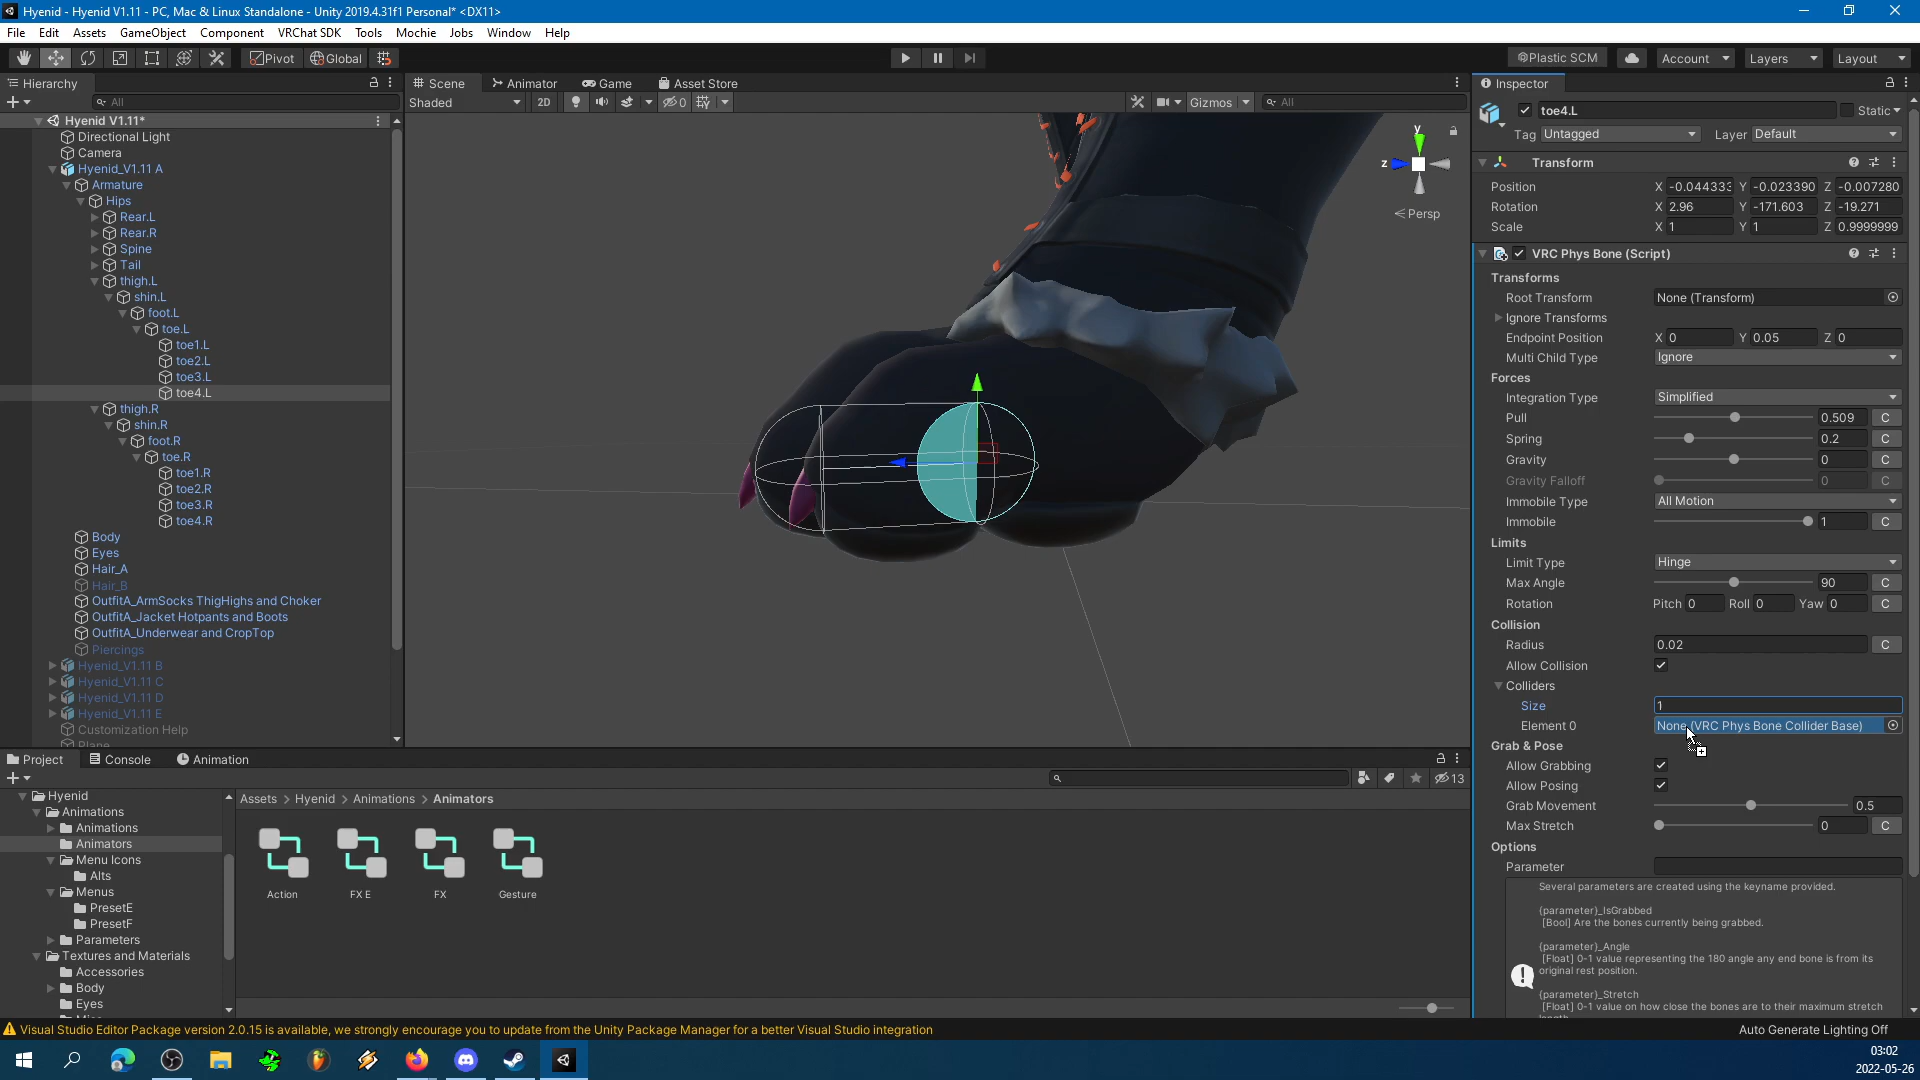 Hyenid - Hyenid V1.11 - PC, Mac & Linux Standalone - Unity 2019.4.31f1 Personal* <DX11>
File Edit Assets GameObject Component VRChat SDK Tools Mochie Jobs Window Help
Pivot Global Plastic SCM Account Layers Layout
Hierarchy
All
Hyenid V1.11*
Directional Light
Camera
Hyenid_V1.11 A
Armature
Hips
Rear.L
Rear.R
Spine
Tail
thigh.L
shin.L
foot.L
toe.L
toe1.L
toe2.L
toe3.L
toe4.L
thigh.R
shin.R
foot.R
toe.R
toe1.R
toe2.R
toe3.R
toe4.R
Body
Eyes
Hair_A
Hair_B
OutfitA_ArmSocks ThigHighs and Choker
OutfitA_Jacket Hotpants and Boots
OutfitA_Underwear and CropTop
Piercings
Hyenid_V1.11 B
Hyenid_V1.11 C
Hyenid_V1.11 D
Hyenid_V1.11 E
Customization Help
Plane
Scene Animator Game Asset Store
Shaded 2D 0 Gizmos All
y
z
Persp
Inspector
toe4.L Static
Tag Untagged Layer Default
Transform
Position X -0.044333 Y -0.023390 Z -0.007280
Rotation X 2.96 Y -171.603 Z -19.271
Scale X 1 Y 1 Z 0.9999999
VRC Phys Bone (Script)
Transforms
Root Transform None (Transform)
Ignore Transforms
Endpoint Position X 0 Y 0.05 Z 0
Multi Child Type Ignore
Forces
Integration Type Simplified
Pull 0.509 C
Spring 0.2 C
Gravity 0 C
Gravity Falloff 0 C
Immobile Type All Motion
Immobile 1 C
Limits
Limit Type Hinge
Max Angle 90 C
Rotation Pitch 0 Roll 0 Yaw 0 C
Collision
Radius 0.02 C
Allow Collision
Colliders
Size 1
Element 0 None (VRC Phys Bone Collider Base)
Grab & Pose
Allow Grabbing
Allow Posing
Grab Movement 0.5
Max Stretch 0 C
Options
Parameter
Several parameters are created using the keyname provided.
{parameter}_IsGrabbed
[Bool] Are the bones currently being grabbed.
{parameter}_Angle
[Float] 0-1 value representing the 180 angle any end bone is from its
original rest position.
{parameter}_Stretch
[Float] 0-1 value on how close the bones are to their maximum stretch
length
Project Console Animation
13
Hyenid
Animations
Animations
Animators
Menu Icons
Alts
Menus
PresetE
PresetF
Parameters
Textures and Materials
Accessories
Body
Eyes
Assets > Hyenid > Animations > Animators
Action FX E FX Gesture
Visual Studio Editor Package version 2.0.15 is available, we strongly encourage you to update from the Unity Package Manager for a better Visual Studio integration
Auto Generate Lighting Off
03:02
2022-05-26